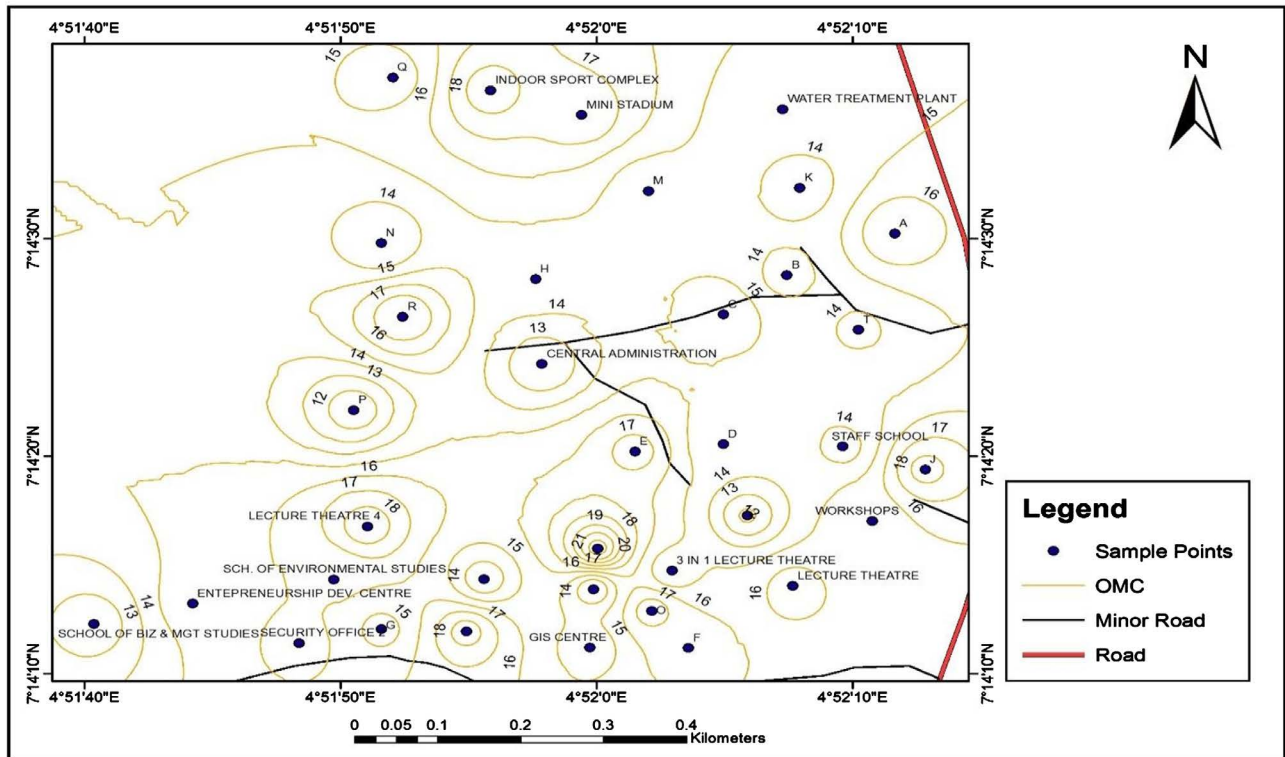 4°51'40"E 4°51'50"E 4°52'0"E 4°52'10"E
N
15 Q 17
18 INDOOR SPORT COMPLEX
16 MINI STADIUM
WATER TREATMENT PLANT
15
14
M K
14 16
N A
7°14'30"N 7°14'30"N
15 H 14 B
17 15
R C
16 14 14 T
13
14 CENTRAL ADMINISTRATION
13
12 P
17 14
E D STAFF SCHOOL 17
7°14'20"N 7°14'20"N
16 14 18 J
17 13
18 19 18 12 16
LECTURE THEATRE 4 WORKSHOPS
21 20
15 16 17 3 IN 1 LECTURE THEATRE
SCH. OF ENVIRONMENTAL STUDIES LECTURE THEATRE
14 14 17 16 16
ENTEPRENEURSHIP DEV. CENTRE O
14 15 17
13 G 18 15
SCHOOL OF BIZ & MGT STUDIES SECURITY OFFICE 2 GIS CENTRE F
16
7°14'10"N 7°14'10"N
4°51'40"E 4°51'50"E 4°52'0"E 4°52'10"E
0 0.05 0.1 0.2 0.3 0.4
Kilometers
Legend
Sample Points
OMC
Minor Road
Road